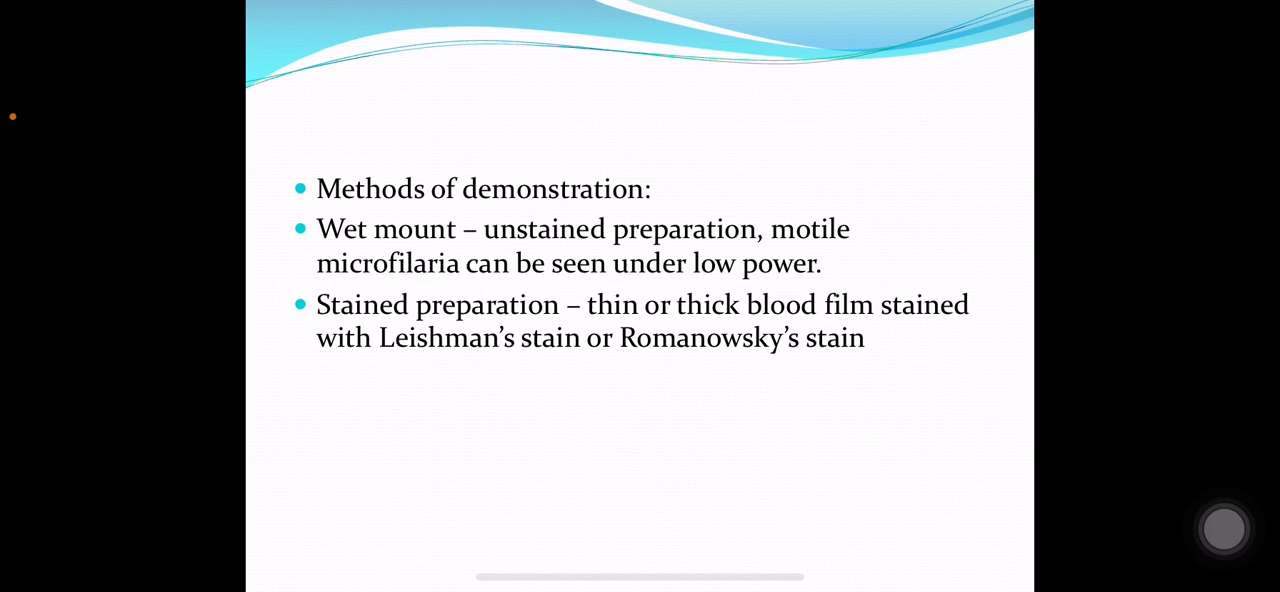 Methods of demonstration:
Wet mount – unstained preparation, motile
microfilaria can be seen under low power.
Stained preparation – thin or thick blood film stained
with Leishman’s stain or Romanowsky’s stain